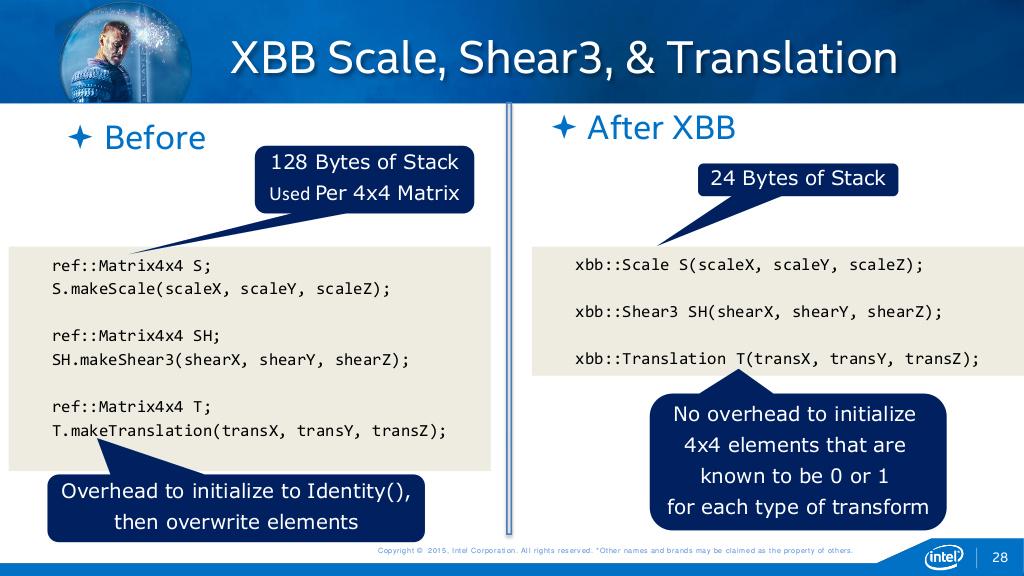 XBB Scale, Shear3, & Translation
Before
128 Bytes of Stack
Used Per 4x4 Matrix
ref::Matrix4x4 S;
S.makeScale(scaleX, scaleY, scaleZ);
ref::Matrix4x4 SH;
SH.makeShear3(shearX, shearY, shearZ);
ref::Matrix4x4 T;
T.makeTranslation(transX, transY, transZ);
Overhead to initialize to Identity(),
then overwrite elements
After XBB
24 Bytes of Stack
xbb::Scale S(scaleX, scaleY, scaleZ);
xbb::Shear3 SH(shearX, shearY, shearZ);
xbb::Translation T(transX, transY, transZ);
No overhead to initialize
4x4 elements that are
known to be 0 or 1
for each type of transform
Copyright © 2015, Intel Corporation. All rights reserved. *Other names and brands may be claimed as the property of others.
intel
28